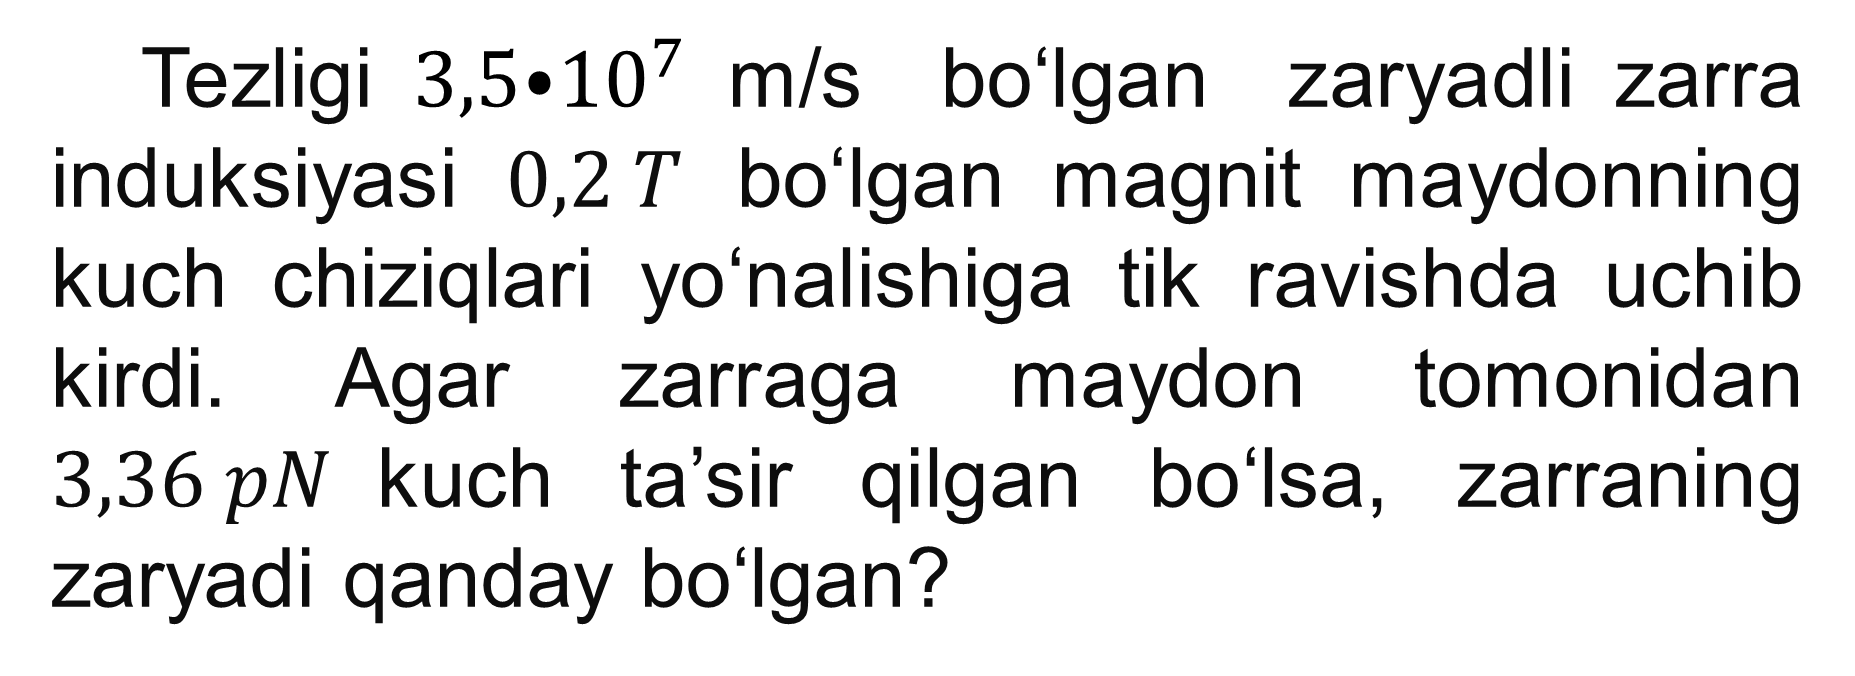 Tezligi 3,5•10⁷ m/s bo‘lgan zaryadli zarra
induksiyasi 0,2 T bo‘lgan magnit maydonning
kuch chiziqlari yo‘nalishiga tik ravishda uchib
kirdi. Agar zarraga maydon tomonidan
3,36 pN kuch ta’sir qilgan bo‘lsa, zarraning
zaryadi qanday bo‘lgan?